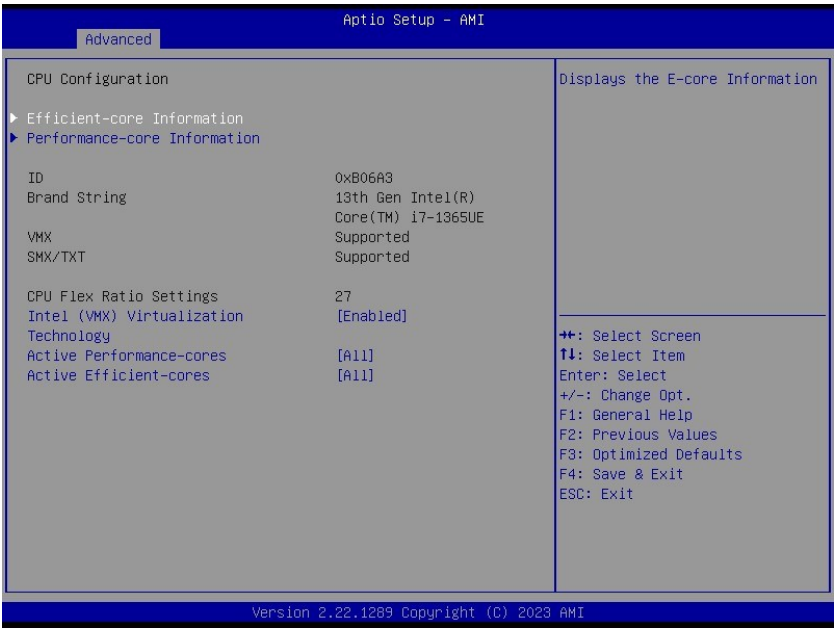 Aptio Setup - AMI
Advanced
CPU Configuration
Efficient-core Information
Performance-core Information
ID 0xB06A3
Brand String 13th Gen Intel(R)
Core(TM) i7-1365UE
VMX Supported
SMX/TXT Supported
CPU Flex Ratio Settings 27
Intel (VMX) Virtualization [Enabled]
Technology
Active Performance-cores [All]
Active Efficient-cores [All]
Displays the E-core Information
→←: Select Screen
↑↓: Select Item
Enter: Select
+/-: Change Opt.
F1: General Help
F2: Previous Values
F3: Optimized Defaults
F4: Save & Exit
ESC: Exit
Version 2.22.1289 Copyright (C) 2023 AMI